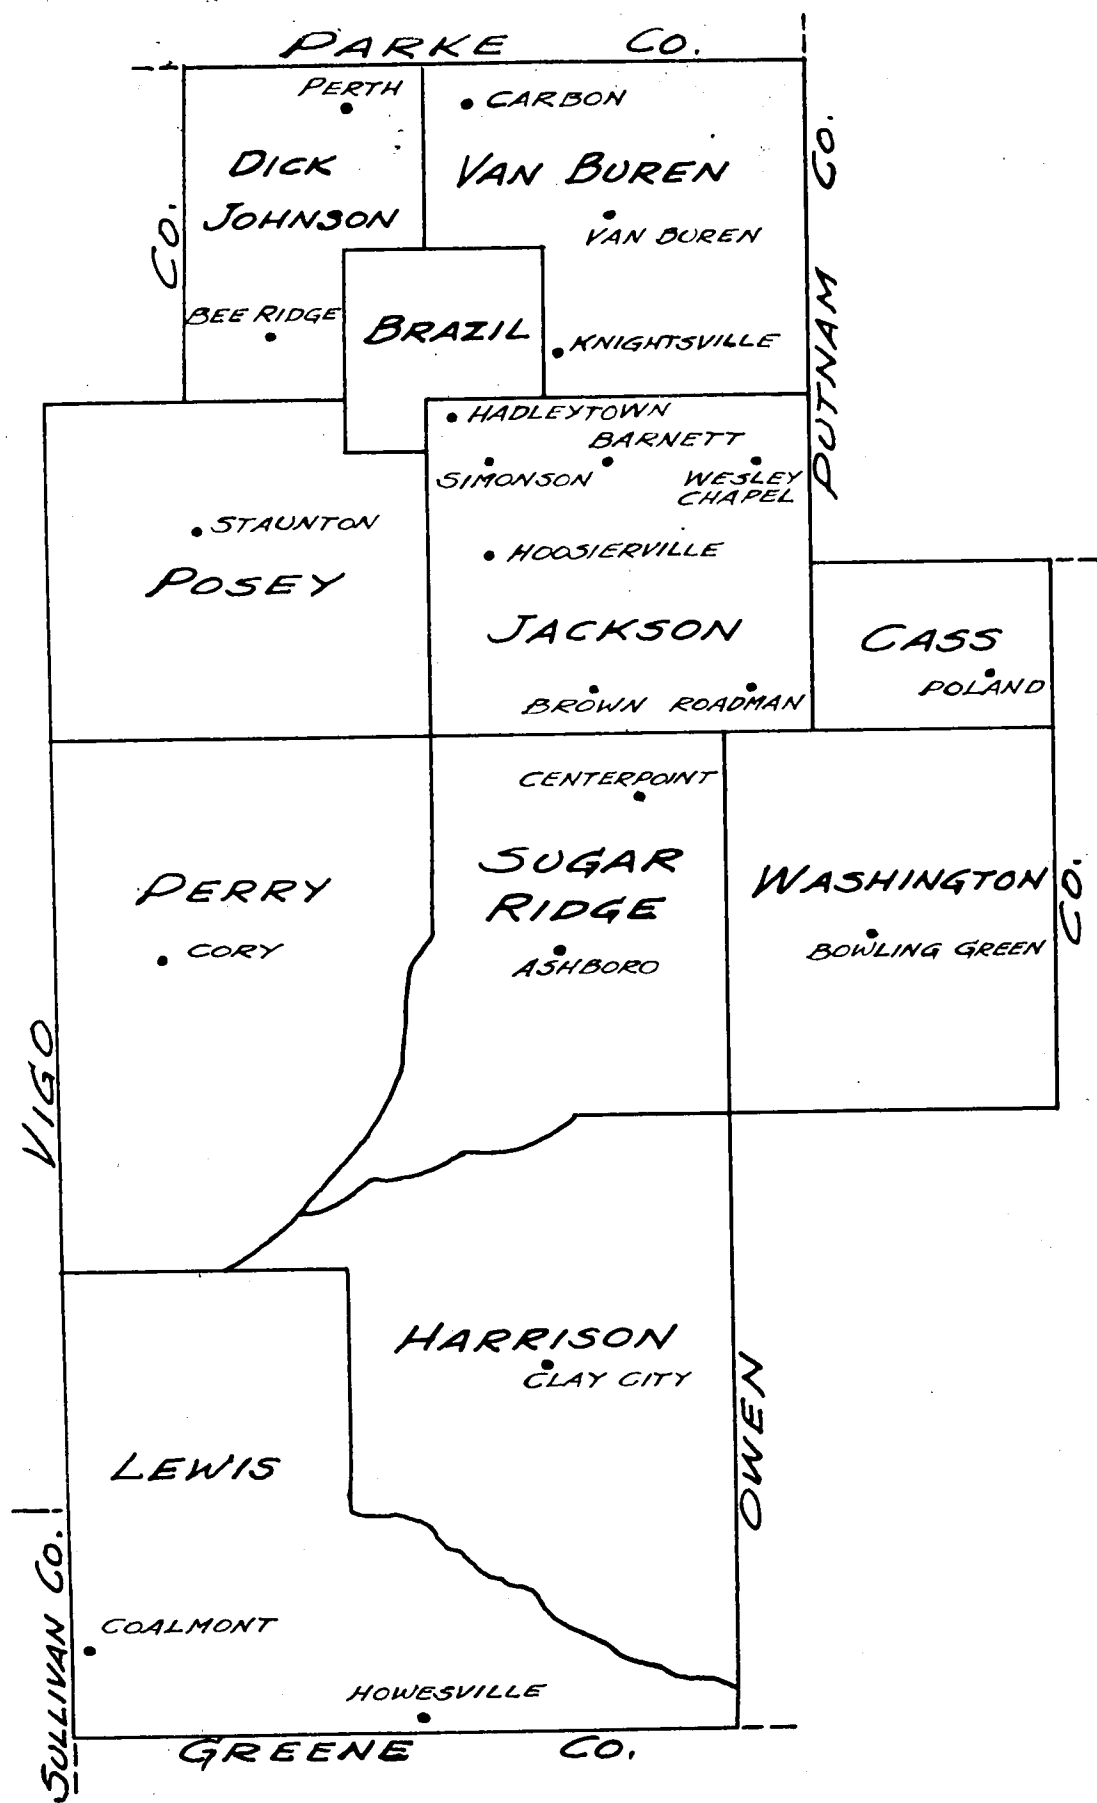 PARKE CO.
PERTH
CARBON
DICK
JOHNSON
VAN BUREN
VAN BUREN
CO.
PUTNAM CO.
BEE RIDGE
BRAZIL
KNIGHTSVILLE
HADLEYTOWN
BARNETT
SIMONSON
WESLEY
CHAPEL
STAUNTON
HOOSIERVILLE
POSEY
JACKSON
CASS
POLAND
BROWN
ROADMAN
CENTERPOINT
SUGAR
RIDGE
PERRY
WASHINGTON
CO.
CORY
ASHBORO
BOWLING GREEN
VIGO
HARRISON
CLAY CITY
OWEN
LEWIS
SULLIVAN CO.
COALMONT
HOWESVILLE
GREENE CO.